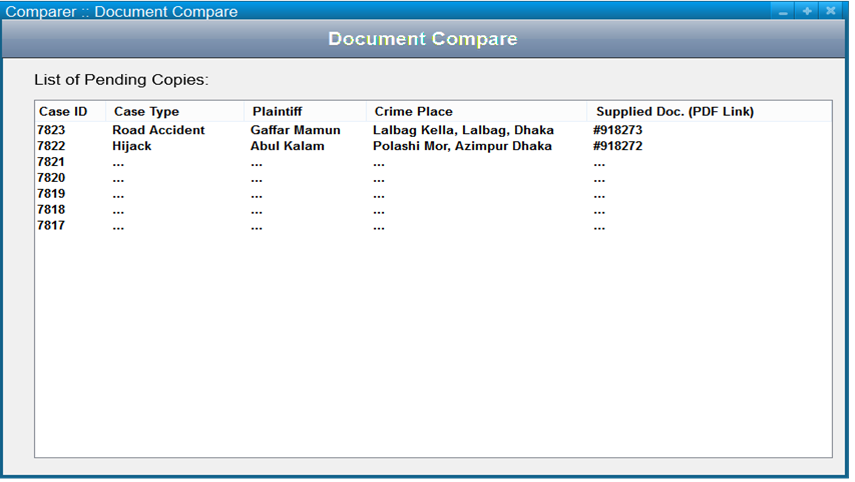 Comparer :: Document Compare
Document Compare
List of Pending Copies:
Case ID Case Type Plaintiff Crime Place Supplied Doc. (PDF Link)
7823 Road Accident Gaffar Mamun Lalbag Kella, Lalbag, Dhaka #918273
7822 Hijack Abul Kalam Polashi Mor, Azimpur Dhaka #918272
7821 ... ... ... ...
7820 ... ... ... ...
7819 ... ... ... ...
7818 ... ... ... ...
7817 ... ... ... ...